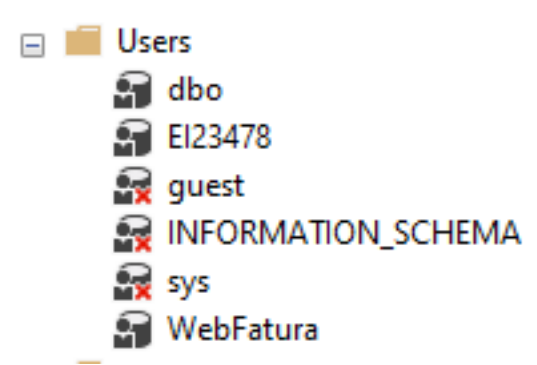 Users
dbo
EI23478
guest
INFORMATION_SCHEMA
sys
WebFatura